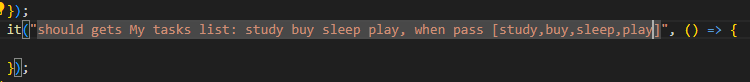 });
it("should gets My tasks list: study buy sleep play, when pass [study,buy,sleep,play]", () => {
});